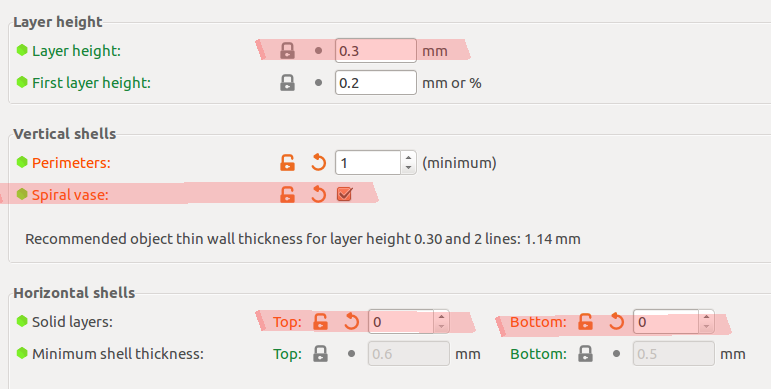 Layer height
Layer height: 0.3 mm
First layer height: 0.2 mm or %
Vertical shells
Perimeters: 1 (minimum)
Spiral vase:
Recommended object thin wall thickness for layer height 0.30 and 2 lines: 1.14 mm
Horizontal shells
Solid layers: Top: 0 Bottom: 0
Minimum shell thickness: Top: 0.6 mm Bottom: 0.5 mm